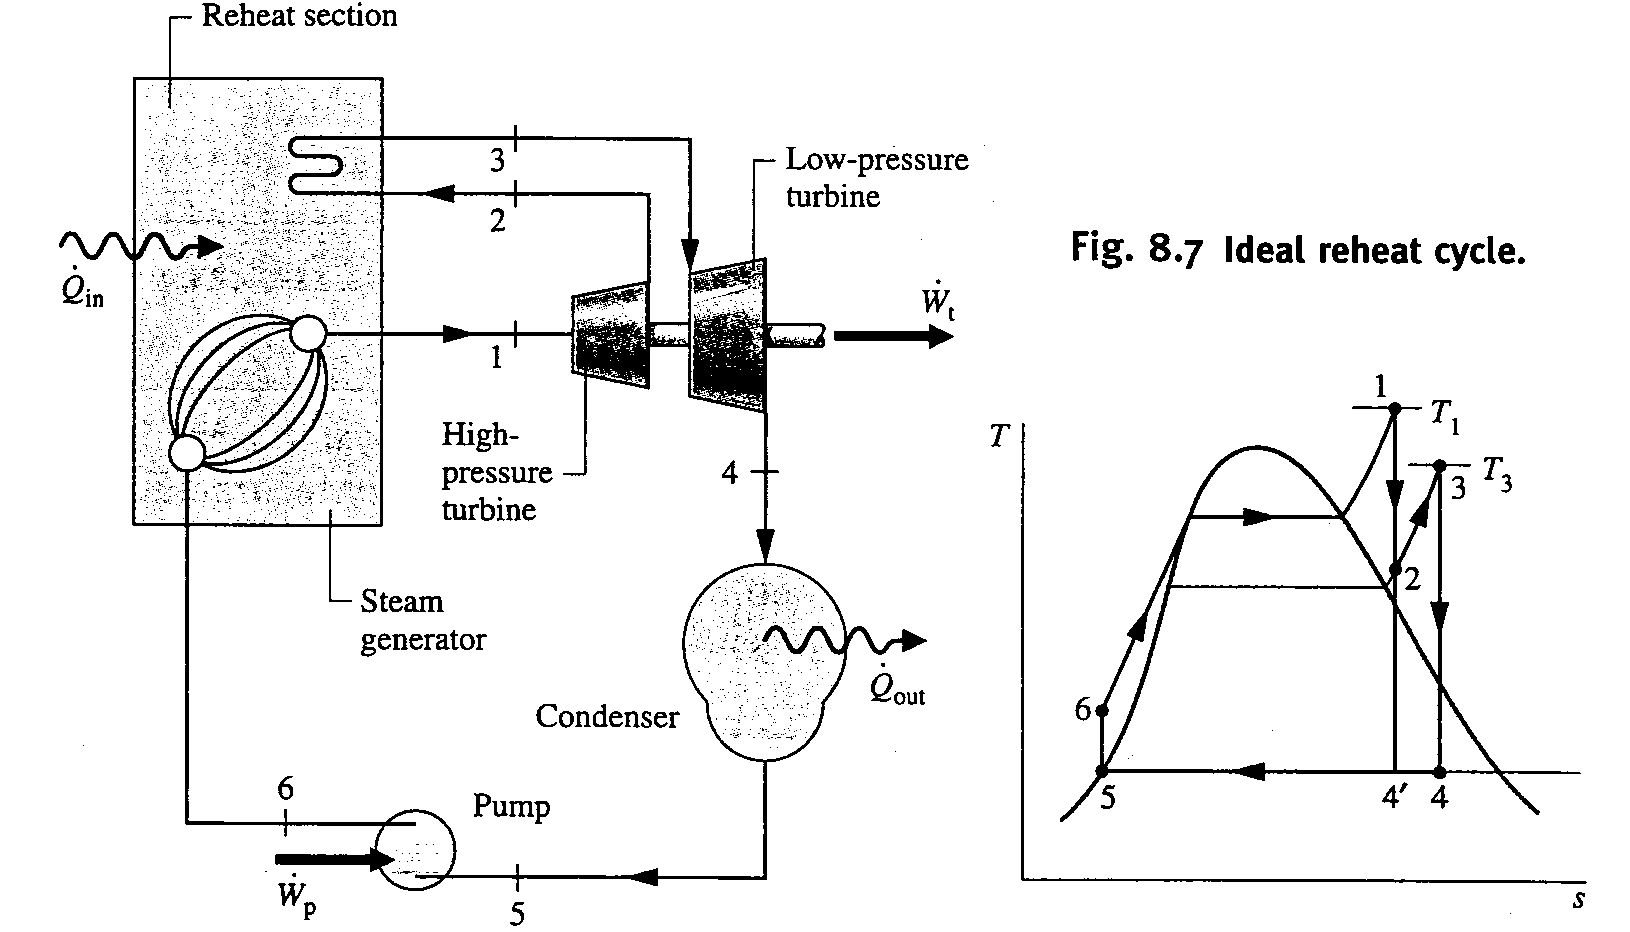 Reheat section
3
2
Low-pressure
turbine
Q̇in
1
Ẇt
High-
pressure
turbine
4
Steam
generator
Condenser
Q̇out
6
Pump
Ẇp
5
Fig. 8.7 Ideal reheat cycle.
T
1
T1
T3
3
2
6
5
4′
4
s